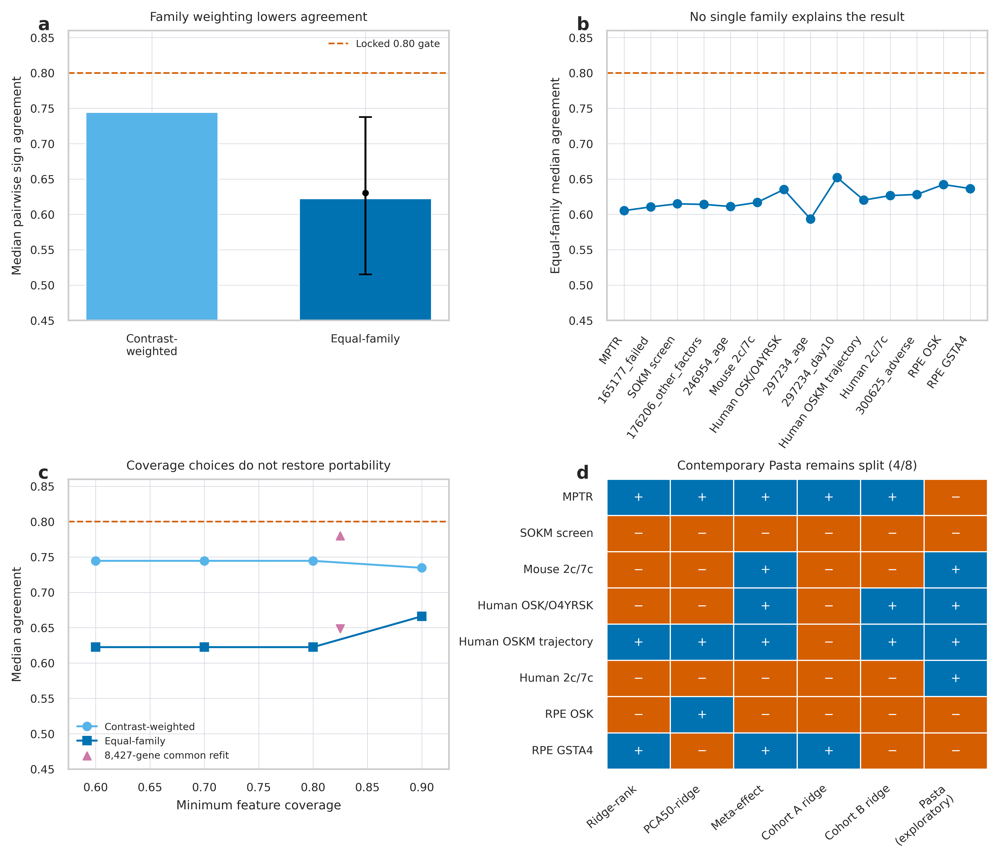 a
Family weighting lowers agreement
Median pairwise sign agreement
0.85
0.80
0.75
0.70
0.65
0.60
0.55
0.50
0.45
Locked 0.80 gate
Contrast-
weighted
Equal-family
b
No single family explains the result
Equal-family median agreement
0.85
0.80
0.75
0.70
0.65
0.60
0.55
0.50
0.45
MPTR
165177_failed
SOKM screen
176206_other_factors
246954_age
Mouse 2c/7c
Human OSK/O4YRSK
297234_age
297234_day10
Human OSKM trajectory
Human 2c/7c
300625_adverse
RPE OSK
RPE GSTA4
c
Coverage choices do not restore portability
Median agreement
0.85
0.80
0.75
0.70
0.65
0.60
0.55
0.50
0.45
Contrast-weighted
Equal-family
8,427-gene common refit
0.60 0.65 0.70 0.75 0.80 0.85 0.90
Minimum feature coverage
d
Contemporary Pasta remains split (4/8)
MPTR + + + + + −
SOKM screen − − − − − −
Mouse 2c/7c − − + − − +
Human OSK/O4YRSK − − + − + +
Human OSKM trajectory + + + − + +
Human 2c/7c − − − − − +
RPE OSK − + − − − −
RPE GSTA4 + − + + − −
Ridge-rank
PCA50-ridge
Meta-effect
Cohort A ridge
Cohort B ridge
Pasta
(exploratory)